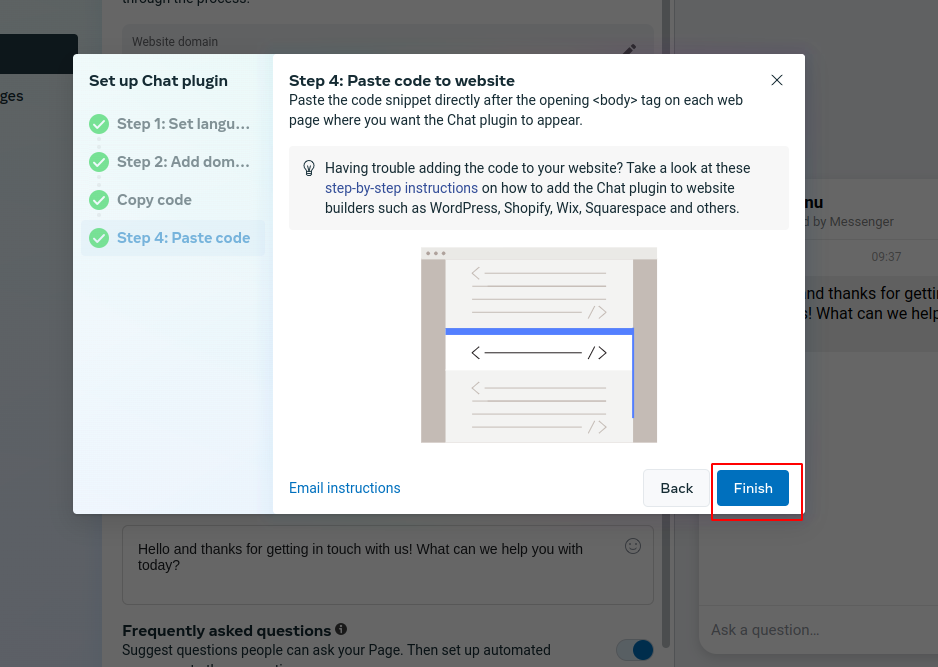 through the process.
Website domain
ges
Set up Chat plugin
Step 1: Set langu...
Step 2: Add dom...
Copy code
Step 4: Paste code
Step 4: Paste code to website
Paste the code snippet directly after the opening <body> tag on each web
page where you want the Chat plugin to appear.
Having trouble adding the code to your website? Take a look at these
step-by-step instructions on how to add the Chat plugin to website
builders such as WordPress, Shopify, Wix, Squarespace and others.
Email instructions
Back
Finish
nu
d by Messenger
09:37
nd thanks for getti
s! What can we help
Hello and thanks for getting in touch with us! What can we help you with
today?
Frequently asked questions
Suggest questions people can ask your Page. Then set up automated
Ask a question...